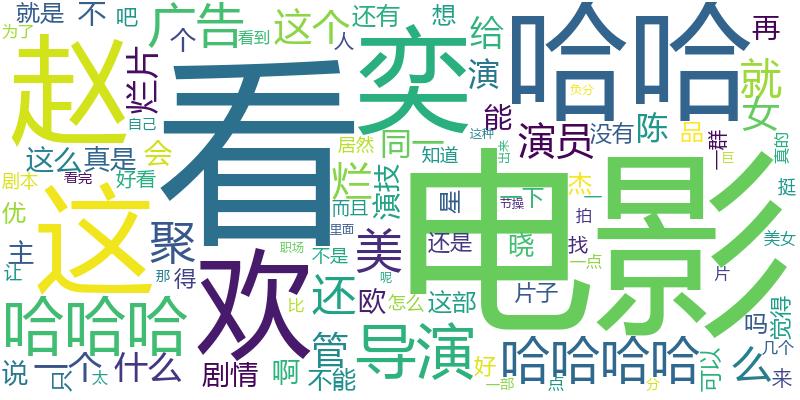 就是
不
吧
广告
这个
还有
想
给
哈哈
再
为了
个
看到
人
赵
看
奕
演
就
女
烂片
负分
自己
能
演员
没有
陈
品
一群
这么
真是
会
居然
同一
知道
这种
出来
真的
巨
剧本
看完
好看
烂
演技
而且
星
节操
杰
下
一
挺
优
这
电影
主
聚
欢
美
里面
还是
晓
拍
找
美女
让
那
得
职场
不是
呢
一点
片
哈哈哈
还
欧
怎么
这部
片子
觉得
比
管
导演
哈哈哈哈
么
吗
几个
说
一个
什么
只
太
剧情
啊
不能
好
一部
点
分
可以
来